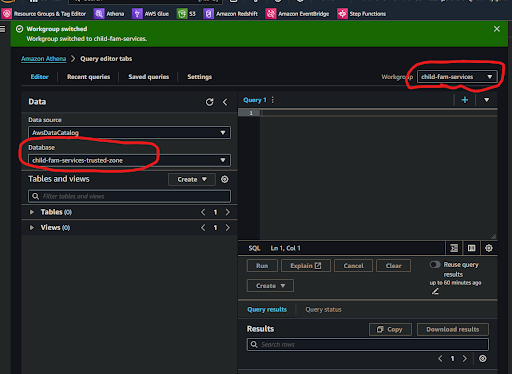 Resource Groups & Tag Editor Athena AWS Glue S3 Amazon Redshift Amazon EventBridge Step Functions
Workgroup switched
Workgroup switched to child-fam-services.
Amazon Athena > Query editor tabs
Editor Recent queries Saved queries Settings
Workgroup child-fam-services
Data
Query 1
Data source
1
AwsDataCatalog
Database
child-fam-services-trusted-zone
Tables and views Create
Filter tables and views
Tables (0) 1
Views (0) 1
SQL Ln 1, Col 1
Run Explain Cancel Clear
Reuse query
results
up to 60 minutes ago
Create
Query results Query status
Results Copy Download results
Search rows
1